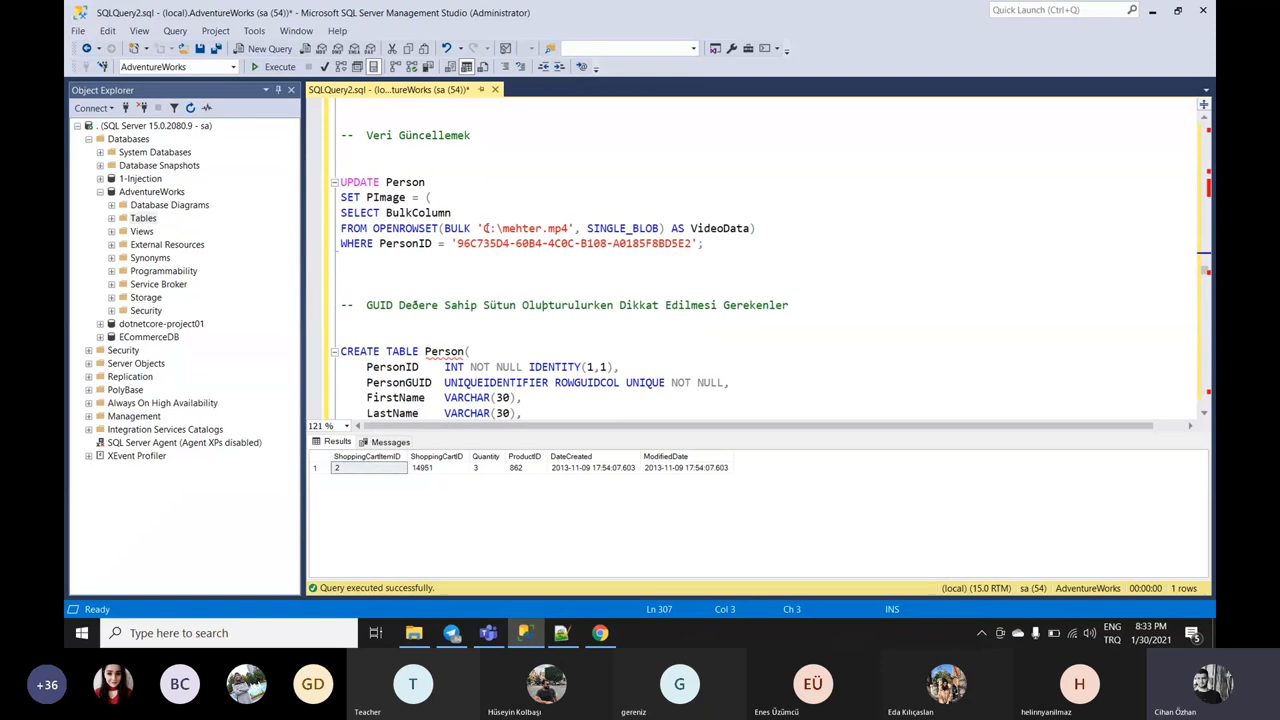 SQLQuery2.sql - (local).AdventureWorks (sa (54))* - Microsoft SQL Server Management Studio (Administrator)
Quick Launch (Ctrl+Q)
File Edit View Query Project Tools Window Help
New Query
AdventureWorks
Execute
Object Explorer
SQLQuery2.sql - (lo...tureWorks (sa (54))*
Connect
. (SQL Server 15.0.2080.9 - sa)
Databases
System Databases
Database Snapshots
1-Injection
AdventureWorks
Database Diagrams
Tables
Views
External Resources
Synonyms
Programmability
Service Broker
Storage
Security
dotnetcore-project01
ECommerceDB
Security
Server Objects
Replication
PolyBase
Always On High Availability
Management
Integration Services Catalogs
SQL Server Agent (Agent XPs disabled)
XEvent Profiler
-- Veri Güncellemek
UPDATE Person
SET PImage = (
SELECT BulkColumn
FROM OPENROWSET(BULK 'C:\mehter.mp4', SINGLE_BLOB) AS VideoData)
WHERE PersonID = '96C735D4-60B4-4C0C-B108-A0185F8BD5E2';
-- GUID Deðere Sahip Sütun Oluþturulurken Dikkat Edilmesi Gerekenler
CREATE TABLE Person(
PersonID INT NOT NULL IDENTITY(1,1),
PersonGUID UNIQUEIDENTIFIER ROWGUIDCOL UNIQUE NOT NULL,
FirstName VARCHAR(30),
LastName VARCHAR(30),
121 %
Results Messages
ShoppingCartItemID ShoppingCartID Quantity ProductID DateCreated ModifiedDate
1 2 14951 3 862 2013-11-09 17:54:07.603 2013-11-09 17:54:07.603
Query executed successfully.
(local) (15.0 RTM) sa (54) AdventureWorks 00:00:00 1 rows
Ready Ln 307 Col 3 Ch 3 INS
Type here to search
ENG
TRQ
8:33 PM
1/30/2021
5
+36
BC
GD
T
G
EÜ
H
Teacher
Hüseyin Kolbaşı
gereniz
Enes Üzümcü
Eda Kılıçaslan
helinnyanilmaz
Cihan Özhan